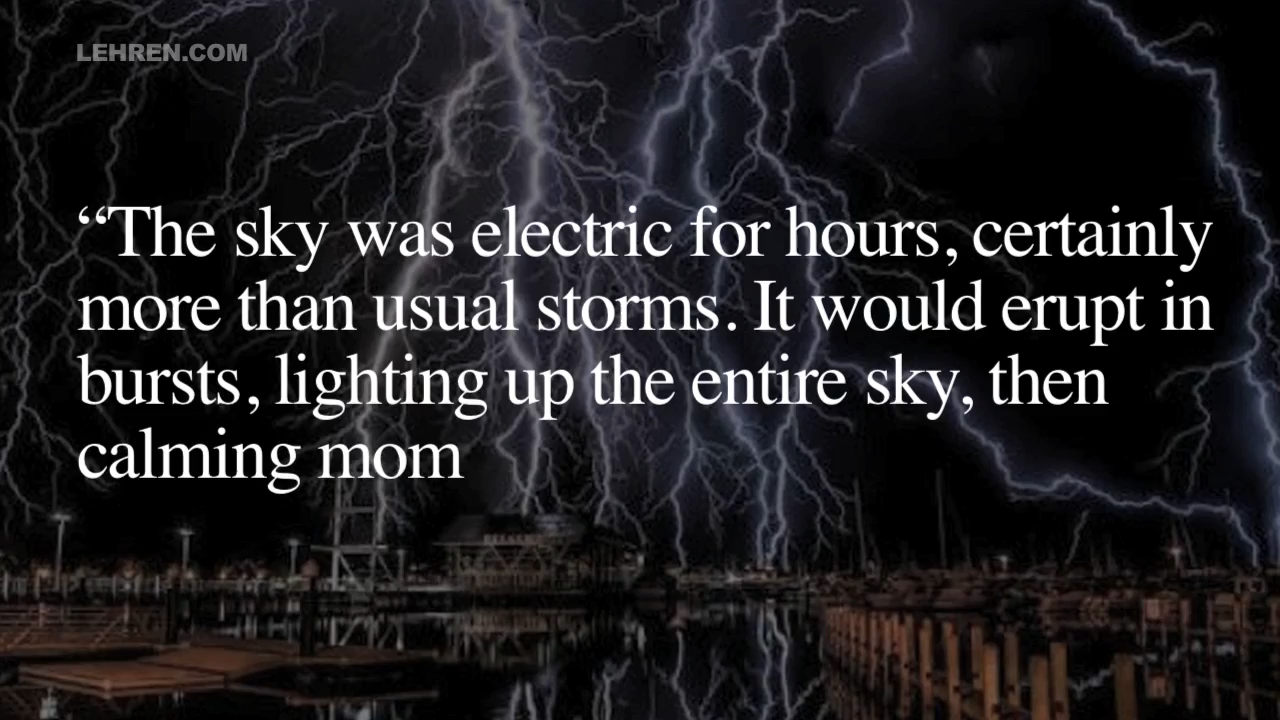 LEHREN.COM
“The sky was electric for hours, certainly
more than usual storms. It would erupt in
bursts, lighting up the entire sky, then
calming mom